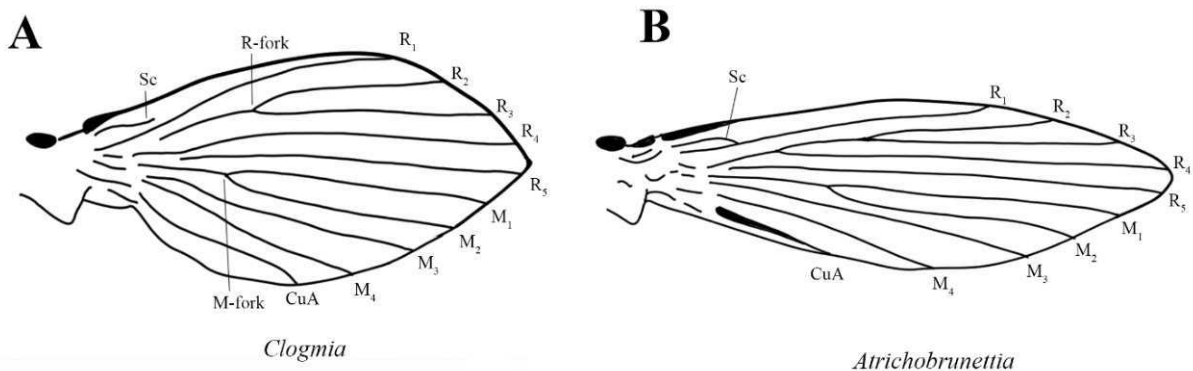 A
R-fork
Sc
R₁
R₂
R₃
R₄
R₅
M₁
M₂
M₃
M₄
CuA
M-fork
Clogmia
B
Sc
R₁
R₂
R₃
R₄
R₅
M₁
M₂
M₃
M₄
CuA
Atrichobrunettia